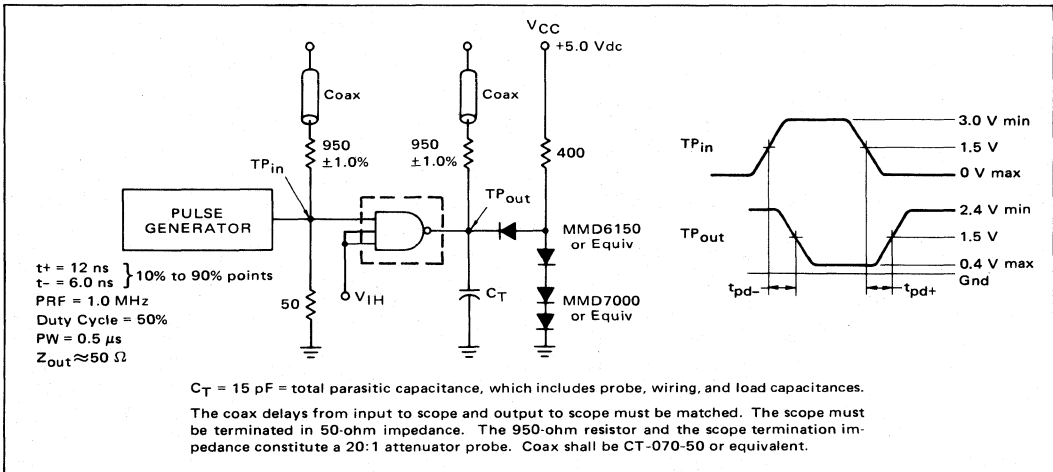 VCC
+5.0 Vdc
Coax
Coax
950
±1.0%
950
±1.0%
400
TPin
TPout
PULSE
GENERATOR
MMD6150
or Equiv
MMD7000
or Equiv
t+ = 12 ns
t– = 6.0 ns
} 10% to 90% points
PRF = 1.0 MHz
Duty Cycle = 50%
PW = 0.5 μs
Zout ≈ 50 Ω
50
VIH
CT
TPin
3.0 V min
1.5 V
0 V max
TPout
2.4 V min
1.5 V
0.4 V max
Gnd
tpd–
tpd+
CT = 15 pF = total parasitic capacitance, which includes probe, wiring, and load capacitances.
The coax delays from input to scope and output to scope must be matched. The scope must
be terminated in 50-ohm impedance. The 950-ohm resistor and the scope termination im-
pedance constitute a 20:1 attenuator probe. Coax shall be CT-070-50 or equivalent.